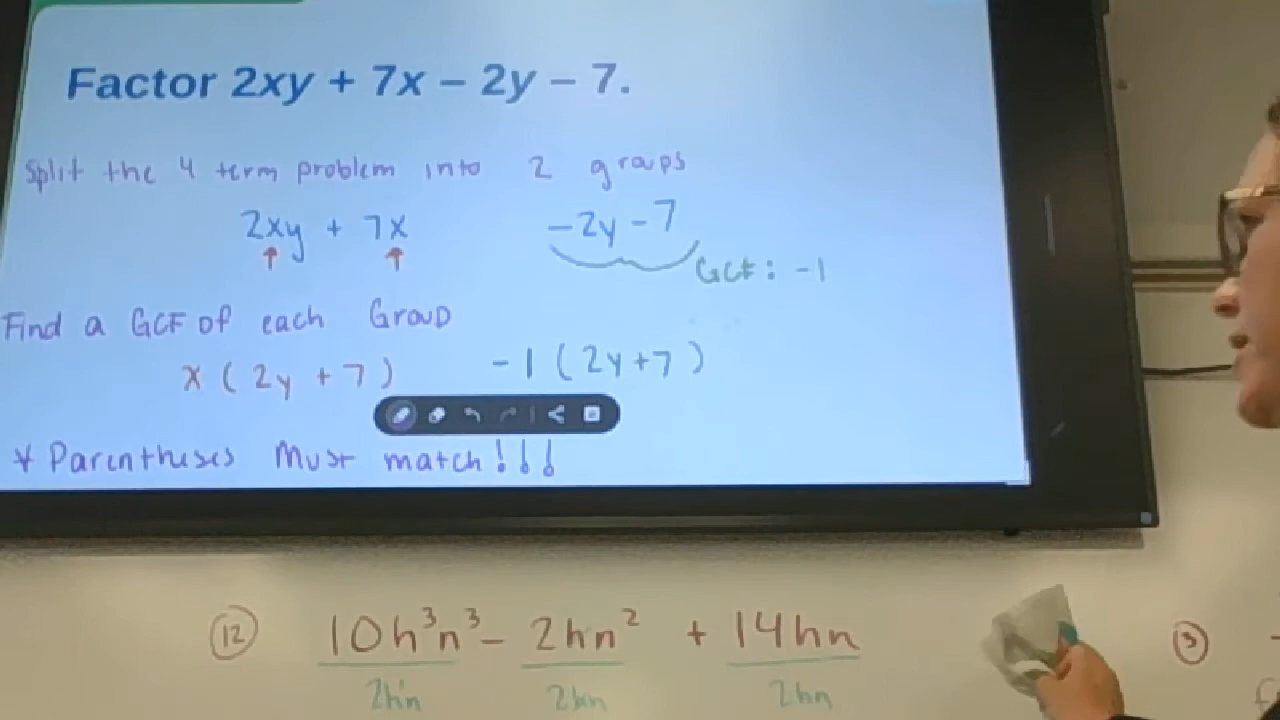 Factor 2xy + 7x – 2y – 7.
Split the 4 term problem into 2 groups
2xy + 7x -2y - 7
GCF: -1
Find a GCF of each Group
x ( 2y + 7 ) -1 ( 2y + 7 )
* Parentheses Must match!!!
12 10h³n³ - 2hn² + 14hn
2hn 2hn 2hn
3